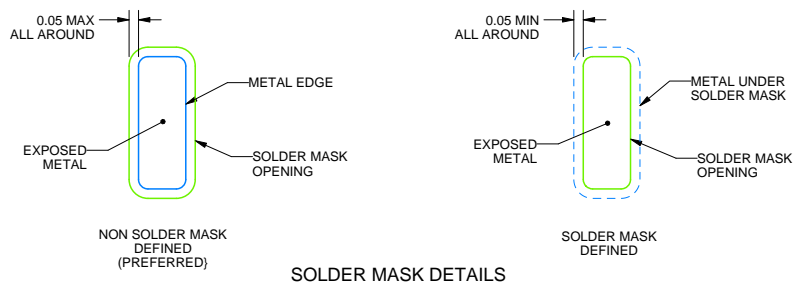 0.05 MAX
ALL AROUND
METAL EDGE
EXPOSED
METAL
SOLDER MASK
OPENING
NON SOLDER MASK
DEFINED
(PREFERRED}
0.05 MIN
ALL AROUND
METAL UNDER
SOLDER MASK
EXPOSED
METAL
SOLDER MASK
OPENING
SOLDER MASK
DEFINED
SOLDER MASK DETAILS